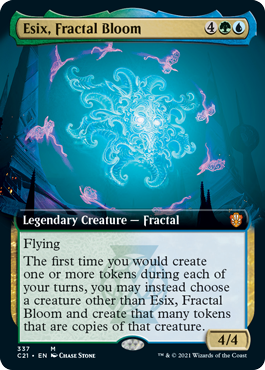 Esix, Fractal Bloom 4
Legendary Creature — Fractal
Flying
The first time you would create
one or more tokens during each of
your turns, you may instead choose
a creature other than Esix, Fractal
Bloom and create that many tokens
that are copies of that creature.
4/4
337 M
C21 • EN Chase Stone
™ & © 2021 Wizards of the Coast